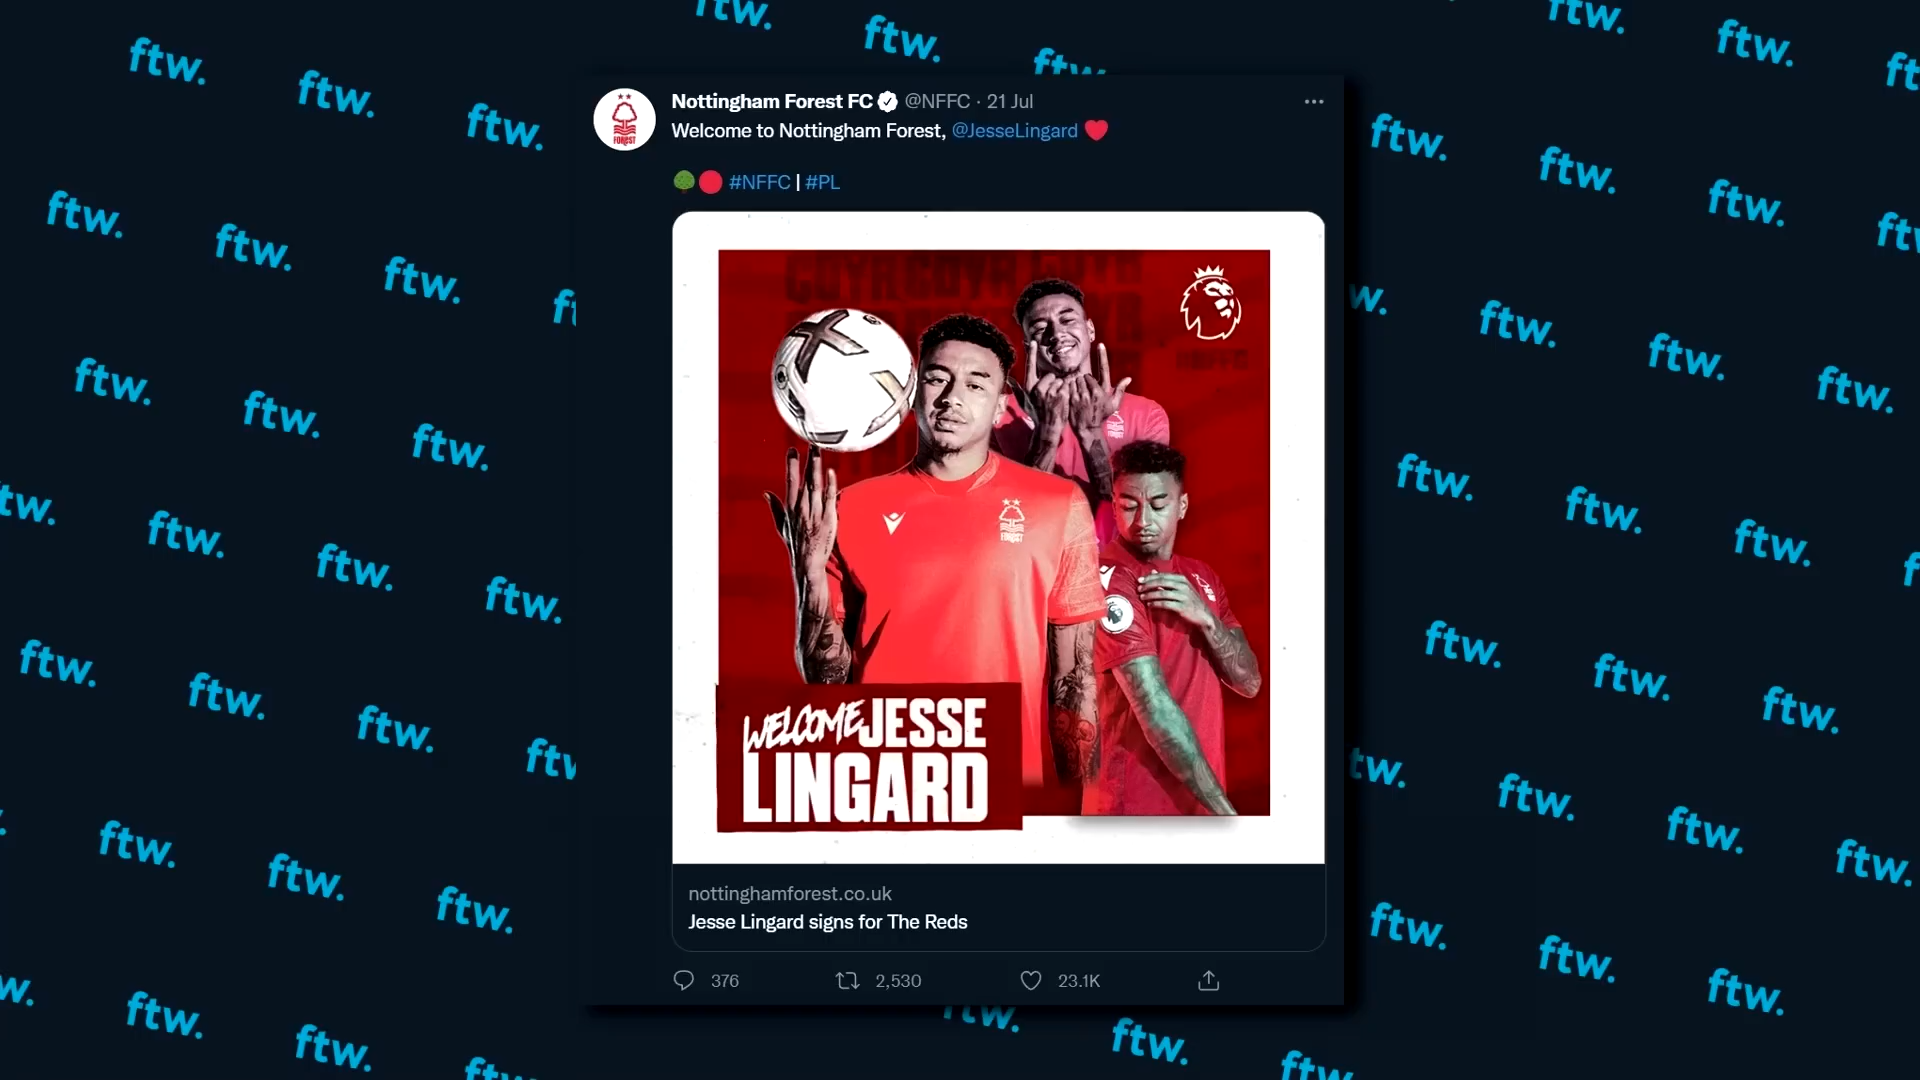 ftw.
Nottingham Forest FC @NFFC · 21 Jul
Welcome to Nottingham Forest, @JesseLingard
#NFFC | #PL
FOREST
WELCOME JESSE
LINGARD
nottinghamforest.co.uk
Jesse Lingard signs for The Reds
376 2,530 23.1K